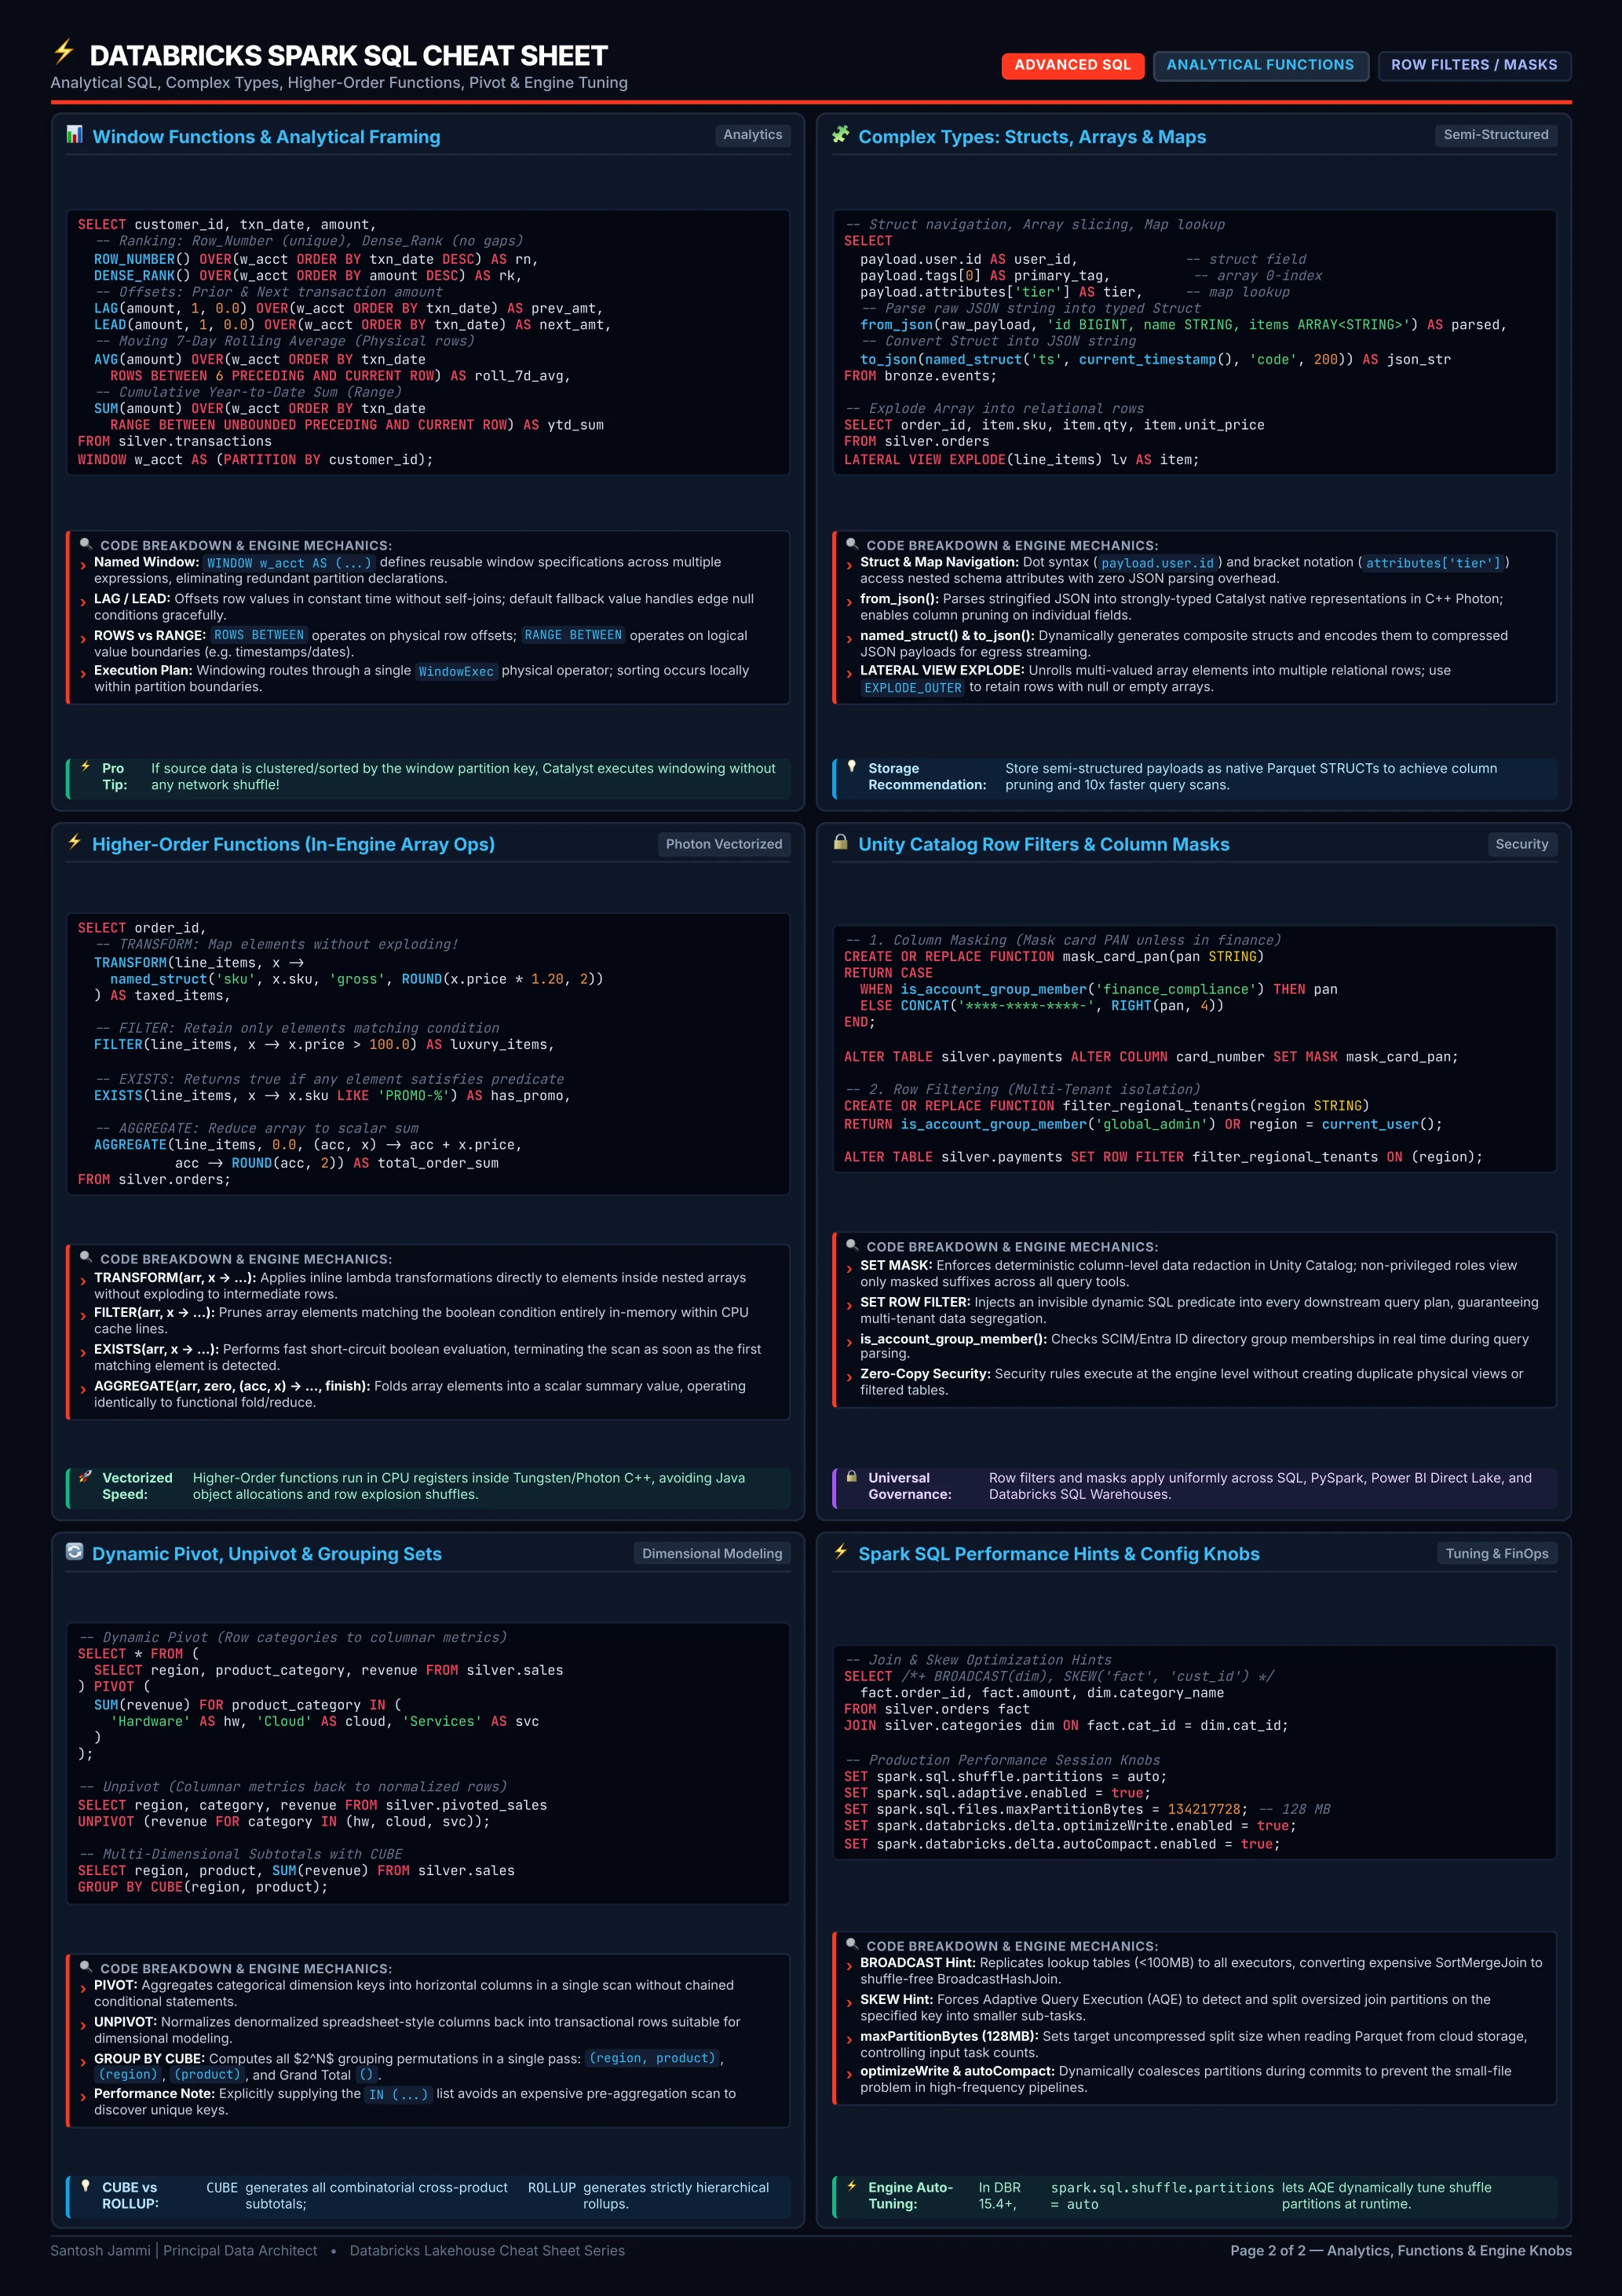 ⚡ DATABRICKS SPARK SQL CHEAT SHEET
Analytical SQL, Complex Types, Higher-Order Functions, Pivot & Engine Tuning
ADVANCED SQL
ANALYTICAL FUNCTIONS
ROW FILTERS / MASKS
📊 Window Functions & Analytical Framing
Analytics
SELECT customer_id, txn_date, amount,
  -- Ranking: Row_Number (unique), Dense_Rank (no gaps)
  ROW_NUMBER() OVER(w_acct ORDER BY txn_date DESC) AS rn,
  DENSE_RANK() OVER(w_acct ORDER BY amount DESC) AS rk,
  -- Offsets: Prior & Next transaction amount
  LAG(amount, 1, 0.0) OVER(w_acct ORDER BY txn_date) AS prev_amt,
  LEAD(amount, 1, 0.0) OVER(w_acct ORDER BY txn_date) AS next_amt,
  -- Moving 7-Day Rolling Average (Physical rows)
  AVG(amount) OVER(w_acct ORDER BY txn_date
    ROWS BETWEEN 6 PRECEDING AND CURRENT ROW) AS roll_7d_avg,
  -- Cumulative Year-to-Date Sum (Range)
  SUM(amount) OVER(w_acct ORDER BY txn_date
    RANGE BETWEEN UNBOUNDED PRECEDING AND CURRENT ROW) AS ytd_sum
FROM silver.transactions
WINDOW w_acct AS (PARTITION BY customer_id);
🔍 CODE BREAKDOWN & ENGINE MECHANICS:
› Named Window: WINDOW w_acct AS (...) defines reusable window specifications across multiple
expressions, eliminating redundant partition declarations.
› LAG / LEAD: Offsets row values in constant time without self-joins; default fallback value handles edge null
conditions gracefully.
› ROWS vs RANGE: ROWS BETWEEN operates on physical row offsets; RANGE BETWEEN operates on logical
value boundaries (e.g. timestamps/dates).
› Execution Plan: Windowing routes through a single WindowExec physical operator; sorting occurs locally
within partition boundaries.
⚡ Pro Tip: If source data is clustered/sorted by the window partition key, Catalyst executes windowing without
any network shuffle!
🧩 Complex Types: Structs, Arrays & Maps
Semi-Structured
-- Struct navigation, Array slicing, Map lookup
SELECT
  payload.user.id AS user_id,             -- struct field
  payload.tags[0] AS primary_tag,          -- array 0-index
  payload.attributes['tier'] AS tier,     -- map lookup
  -- Parse raw JSON string into typed Struct
  from_json(raw_payload, 'id BIGINT, name STRING, items ARRAY<STRING>') AS parsed,
  -- Convert Struct into JSON string
  to_json(named_struct('ts', current_timestamp(), 'code', 200)) AS json_str
FROM bronze.events;
-- Explode Array into relational rows
SELECT order_id, item.sku, item.qty, item.unit_price
FROM silver.orders
LATERAL VIEW EXPLODE(line_items) lv AS item;
🔍 CODE BREAKDOWN & ENGINE MECHANICS:
› Struct & Map Navigation: Dot syntax (payload.user.id) and bracket notation (attributes['tier'])
access nested schema attributes with zero JSON parsing overhead.
› from_json(): Parses stringified JSON into strongly-typed Catalyst native representations in C++ Photon;
enables column pruning on individual fields.
› named_struct() & to_json(): Dynamically generates composite structs and encodes them to compressed
JSON payloads for egress streaming.
› LATERAL VIEW EXPLODE: Unrolls multi-valued array elements into multiple relational rows; use
EXPLODE_OUTER to retain rows with null or empty arrays.
💡 Storage Recommendation: Store semi-structured payloads as native Parquet STRUCTs to achieve column
pruning and 10x faster query scans.
⚡ Higher-Order Functions (In-Engine Array Ops)
Photon Vectorized
SELECT order_id,
  -- TRANSFORM: Map elements without exploding!
  TRANSFORM(line_items, x ->
    named_struct('sku', x.sku, 'gross', ROUND(x.price * 1.20, 2))
  ) AS taxed_items,
  -- FILTER: Retain only elements matching condition
  FILTER(line_items, x -> x.price > 100.0) AS luxury_items,
  -- EXISTS: Returns true if any element satisfies predicate
  EXISTS(line_items, x -> x.sku LIKE 'PROMO-%') AS has_promo,
  -- AGGREGATE: Reduce array to scalar sum
  AGGREGATE(line_items, 0.0, (acc, x) -> acc + x.price,
            acc -> ROUND(acc, 2)) AS total_order_sum
FROM silver.orders;
🔍 CODE BREAKDOWN & ENGINE MECHANICS:
› TRANSFORM(arr, x → ...): Applies inline lambda transformations directly to elements inside nested arrays
without exploding to intermediate rows.
› FILTER(arr, x → ...): Prunes array elements matching the boolean condition entirely in-memory within CPU
cache lines.
› EXISTS(arr, x → ...): Performs fast short-circuit boolean evaluation, terminating the scan as soon as the first
matching element is detected.
› AGGREGATE(arr, zero, (acc, x) → ..., finish): Folds array elements into a scalar summary value, operating
identically to functional fold/reduce.
🚀 Vectorized Speed: Higher-Order functions run in CPU registers inside Tungsten/Photon C++, avoiding Java
object allocations and row explosion shuffles.
🔒 Unity Catalog Row Filters & Column Masks
Security
-- 1. Column Masking (Mask card PAN unless in finance)
CREATE OR REPLACE FUNCTION mask_card_pan(pan STRING)
RETURN CASE
  WHEN is_account_group_member('finance_compliance') THEN pan
  ELSE CONCAT('****-****-****-', RIGHT(pan, 4))
END;
ALTER TABLE silver.payments ALTER COLUMN card_number SET MASK mask_card_pan;
-- 2. Row Filtering (Multi-Tenant isolation)
CREATE OR REPLACE FUNCTION filter_regional_tenants(region STRING)
RETURN is_account_group_member('global_admin') OR region = current_user();
ALTER TABLE silver.payments SET ROW FILTER filter_regional_tenants ON (region);
🔍 CODE BREAKDOWN & ENGINE MECHANICS:
› SET MASK: Enforces deterministic column-level data redaction in Unity Catalog; non-privileged roles view
only masked suffixes across all query tools.
› SET ROW FILTER: Injects an invisible dynamic SQL predicate into every downstream query plan, guaranteeing
multi-tenant data segregation.
› is_account_group_member(): Checks SCIM/Entra ID directory group memberships in real time during query
parsing.
› Zero-Copy Security: Security rules execute at the engine level without creating duplicate physical views or
filtered tables.
🔒 Universal Governance: Row filters and masks apply uniformly across SQL, PySpark, Power BI Direct Lake, and
Databricks SQL Warehouses.
🔄 Dynamic Pivot, Unpivot & Grouping Sets
Dimensional Modeling
-- Dynamic Pivot (Row categories to columnar metrics)
SELECT * FROM (
  SELECT region, product_category, revenue FROM silver.sales
) PIVOT (
  SUM(revenue) FOR product_category IN (
    'Hardware' AS hw, 'Cloud' AS cloud, 'Services' AS svc
  )
);
-- Unpivot (Columnar metrics back to normalized rows)
SELECT region, category, revenue FROM silver.pivoted_sales
UNPIVOT (revenue FOR category IN (hw, cloud, svc));
-- Multi-Dimensional Subtotals with CUBE
SELECT region, product, SUM(revenue) FROM silver.sales
GROUP BY CUBE(region, product);
🔍 CODE BREAKDOWN & ENGINE MECHANICS:
› PIVOT: Aggregates categorical dimension keys into horizontal columns in a single scan without chained
conditional statements.
› UNPIVOT: Normalizes denormalized spreadsheet-style columns back into transactional rows suitable for
dimensional modeling.
› GROUP BY CUBE: Computes all $2^N$ grouping permutations in a single pass: (region, product),
(region), (product), and Grand Total ().
› Performance Note: Explicitly supplying the IN (...) list avoids an expensive pre-aggregation scan to
discover unique keys.
💡 CUBE vs ROLLUP: CUBE generates all combinatorial cross-product subtotals; ROLLUP generates strictly hierarchical rollups.
⚡ Spark SQL Performance Hints & Config Knobs
Tuning & FinOps
-- Join & Skew Optimization Hints
SELECT /*+ BROADCAST(dim), SKEW('fact', 'cust_id') */
  fact.order_id, fact.amount, dim.category_name
FROM silver.orders fact
JOIN silver.categories dim ON fact.cat_id = dim.cat_id;
-- Production Performance Session Knobs
SET spark.sql.shuffle.partitions = auto;
SET spark.sql.adaptive.enabled = true;
SET spark.sql.files.maxPartitionBytes = 134217728; -- 128 MB
SET spark.databricks.delta.optimizeWrite.enabled = true;
SET spark.databricks.delta.autoCompact.enabled = true;
🔍 CODE BREAKDOWN & ENGINE MECHANICS:
› BROADCAST Hint: Replicates lookup tables (<100MB) to all executors, converting expensive SortMergeJoin to
shuffle-free BroadcastHashJoin.
› SKEW Hint: Forces Adaptive Query Execution (AQE) to detect and split oversized join partitions on the
specified key into smaller sub-tasks.
› maxPartitionBytes (128MB): Sets target uncompressed split size when reading Parquet from cloud storage,
controlling input task counts.
› optimizeWrite & autoCompact: Dynamically coalesces partitions during commits to prevent the small-file
problem in high-frequency pipelines.
⚡ Engine Auto-Tuning: In DBR 15.4+, spark.sql.shuffle.partitions = auto lets AQE dynamically tune shuffle partitions at runtime.
Santosh Jammi | Principal Data Architect • Databricks Lakehouse Cheat Sheet Series
Page 2 of 2 — Analytics, Functions & Engine Knobs